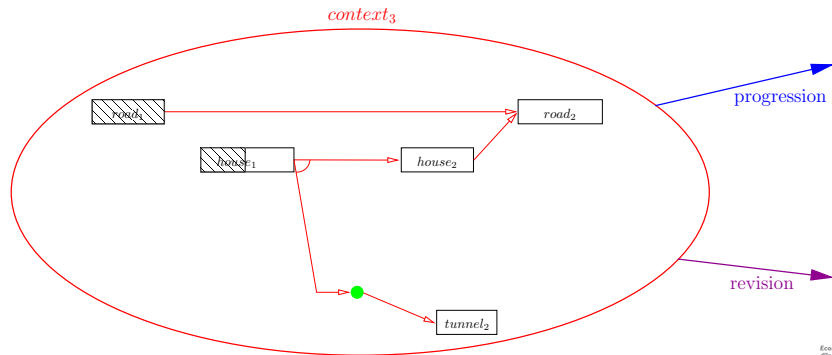 context₃
progression
road₁
road₂
house₁
house₂
revision
tunnel₂